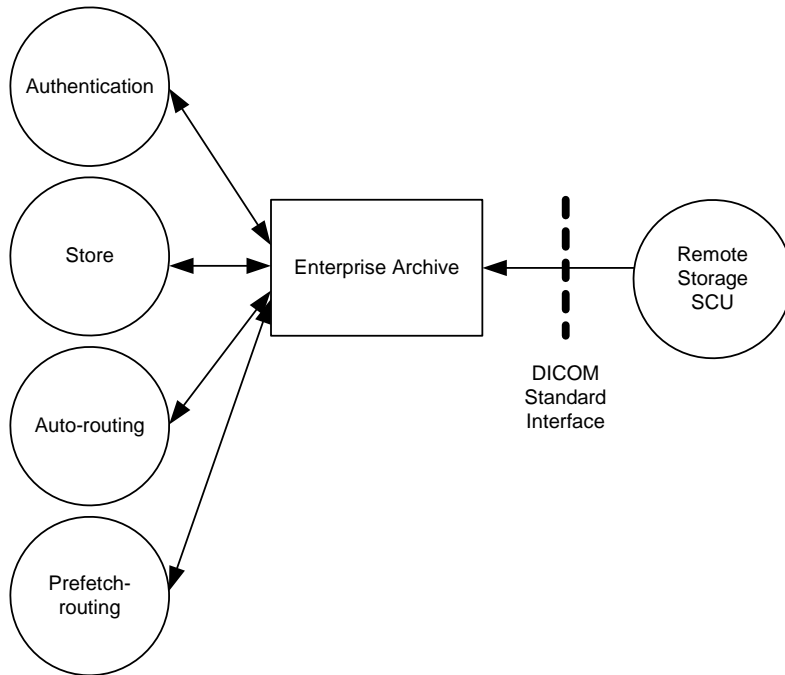 Authentication
Store
Auto-routing
Prefetch-
routing
Enterprise Archive
DICOM
Standard
Interface
Remote
Storage
SCU